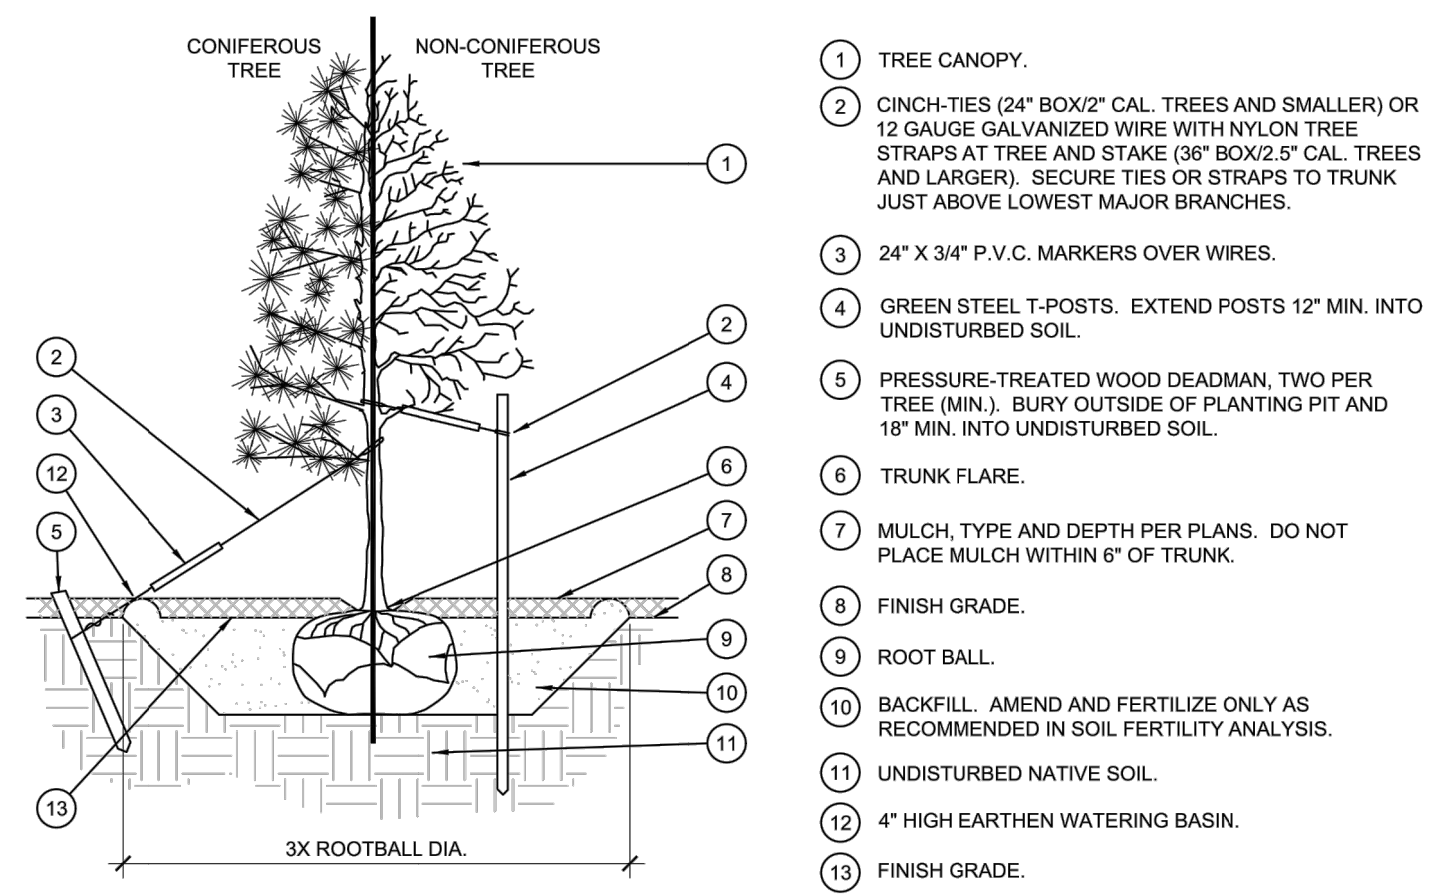 CONIFEROUS
TREE
NON-CONIFEROUS
TREE
1
2
4
6
7
8
9
10
11
2
3
12
5
13
3X ROOTBALL DIA.
1 TREE CANOPY.
2 CINCH-TIES (24" BOX/2" CAL. TREES AND SMALLER) OR
12 GAUGE GALVANIZED WIRE WITH NYLON TREE
STRAPS AT TREE AND STAKE (36" BOX/2.5" CAL. TREES
AND LARGER). SECURE TIES OR STRAPS TO TRUNK
JUST ABOVE LOWEST MAJOR BRANCHES.
3 24" X 3/4" P.V.C. MARKERS OVER WIRES.
4 GREEN STEEL T-POSTS. EXTEND POSTS 12" MIN. INTO
UNDISTURBED SOIL.
5 PRESSURE-TREATED WOOD DEADMAN, TWO PER
TREE (MIN.). BURY OUTSIDE OF PLANTING PIT AND
18" MIN. INTO UNDISTURBED SOIL.
6 TRUNK FLARE.
7 MULCH, TYPE AND DEPTH PER PLANS. DO NOT
PLACE MULCH WITHIN 6" OF TRUNK.
8 FINISH GRADE.
9 ROOT BALL.
10 BACKFILL. AMEND AND FERTILIZE ONLY AS
RECOMMENDED IN SOIL FERTILITY ANALYSIS.
11 UNDISTURBED NATIVE SOIL.
12 4" HIGH EARTHEN WATERING BASIN.
13 FINISH GRADE.